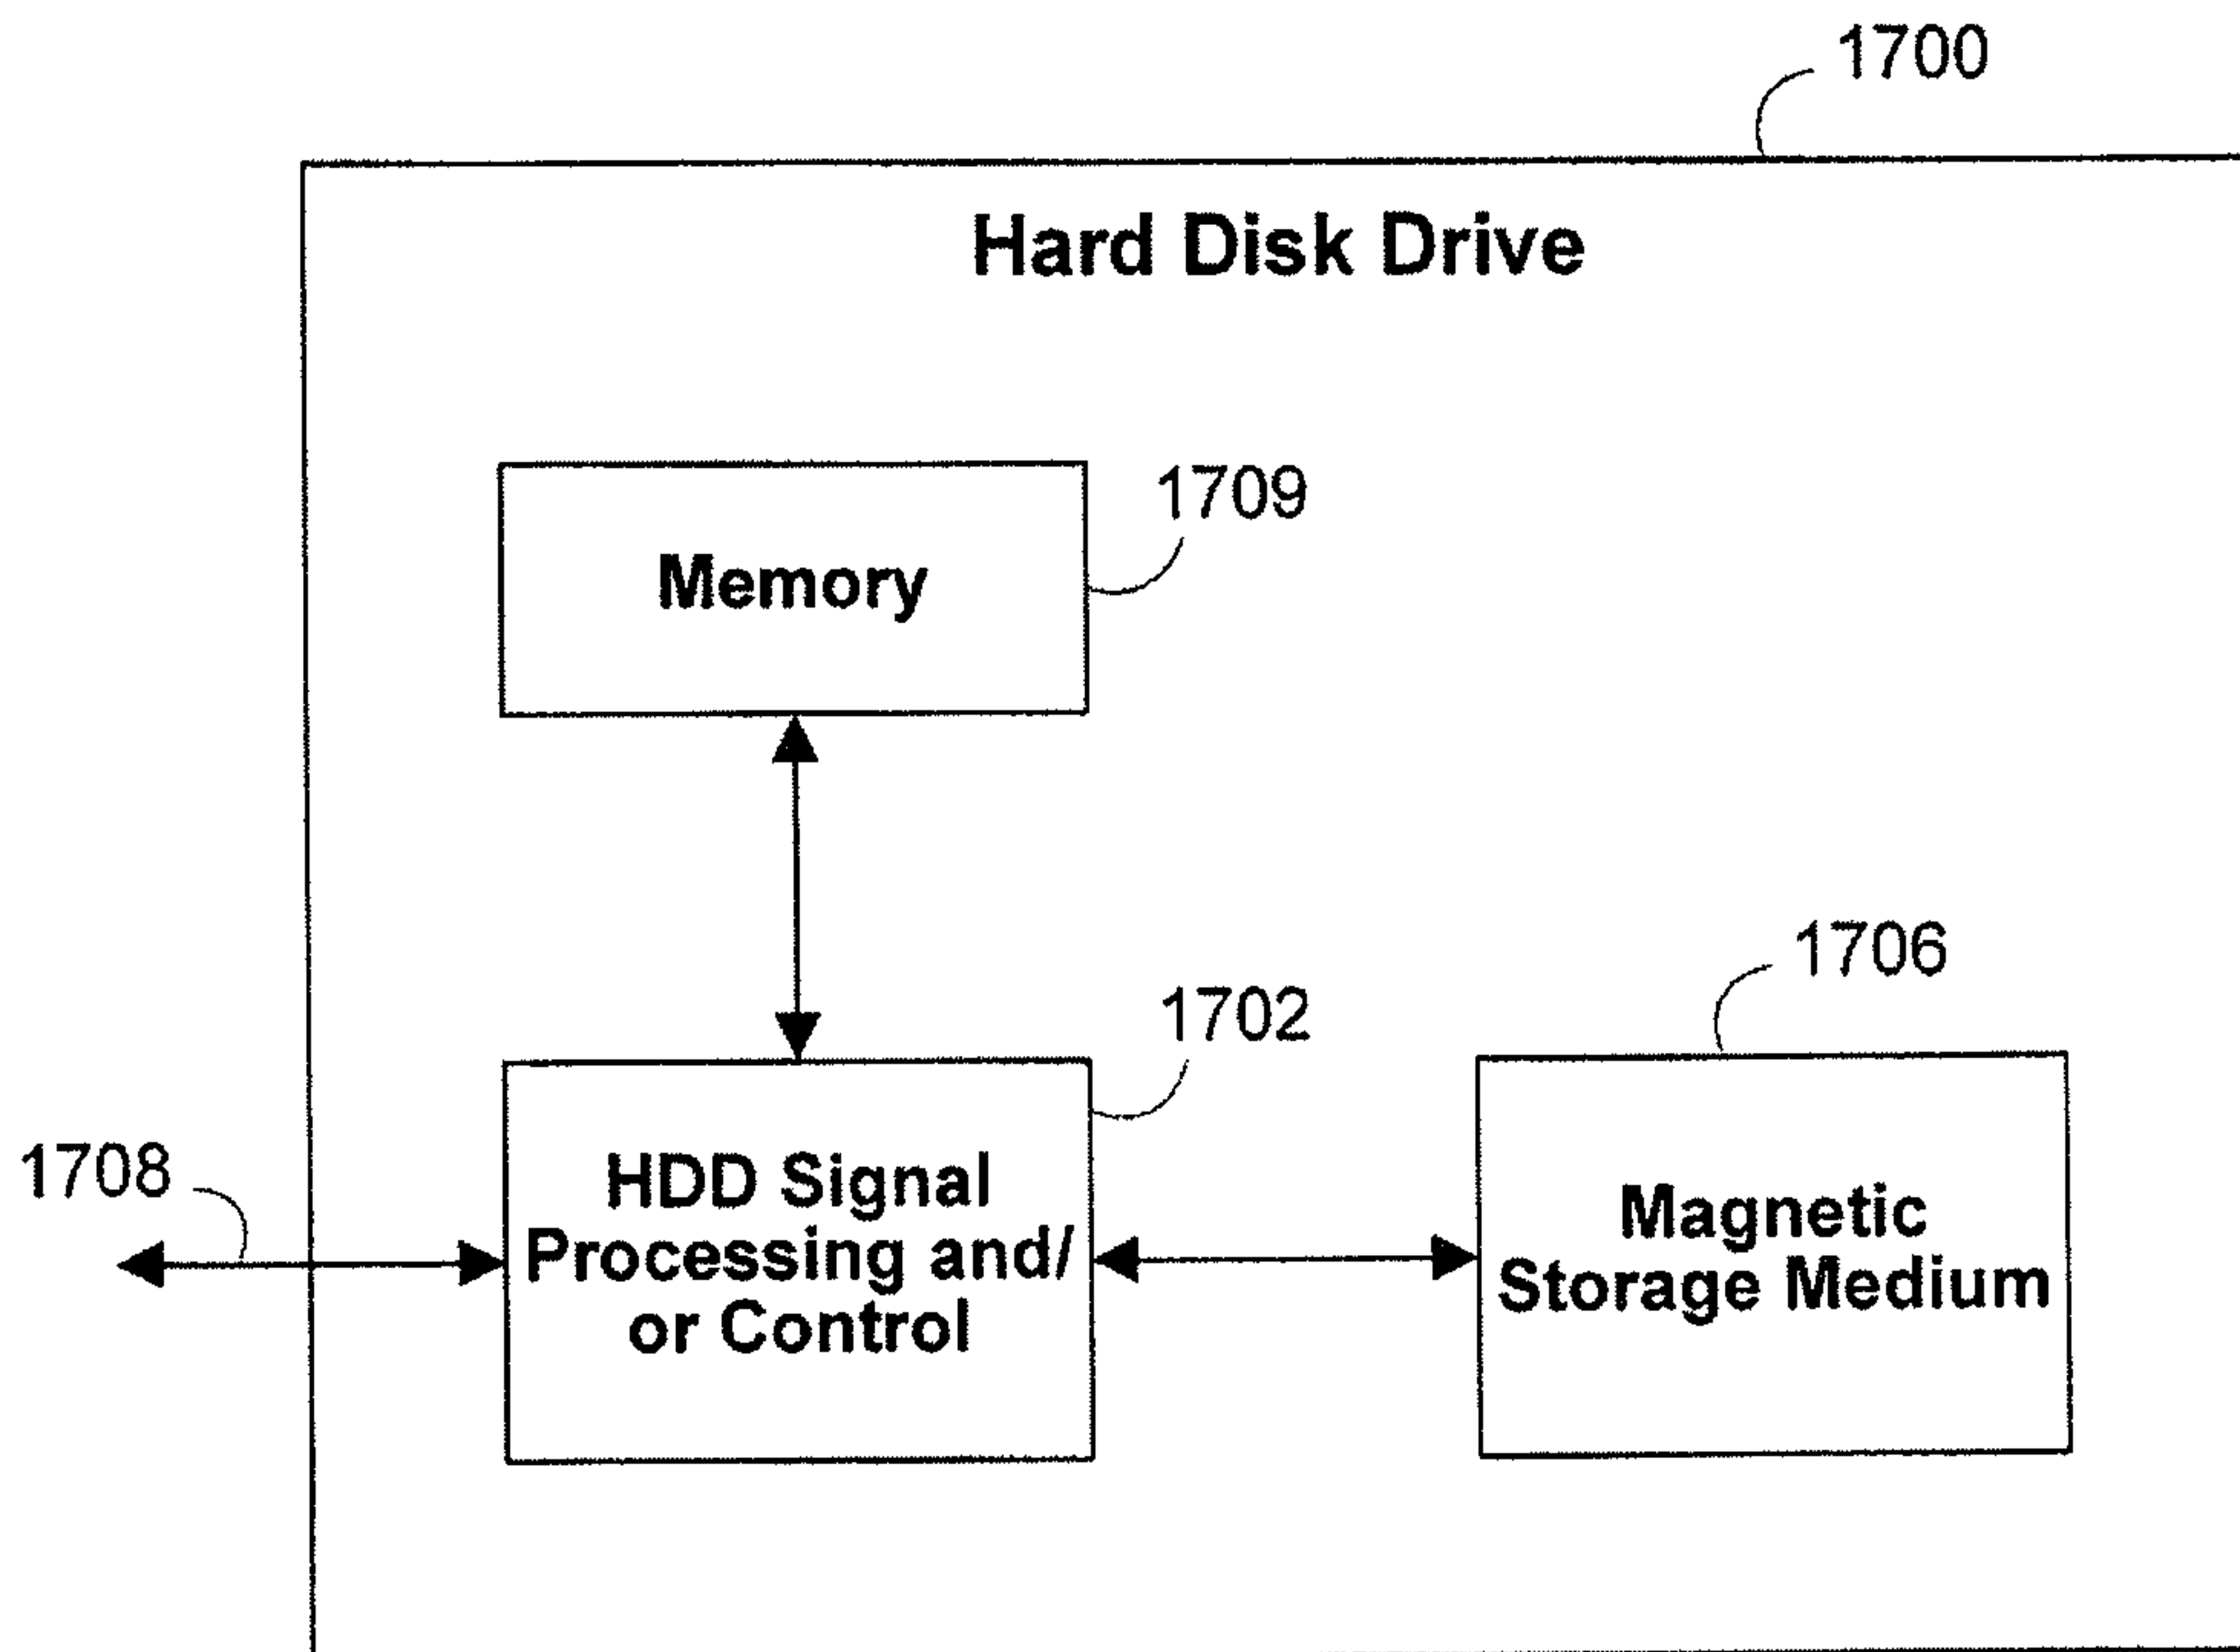 1700
Hard Disk Drive
1709
Memory
1706
1702
1708
HDD Signal
Processing and/
or Control
Magnetic
Storage Medium